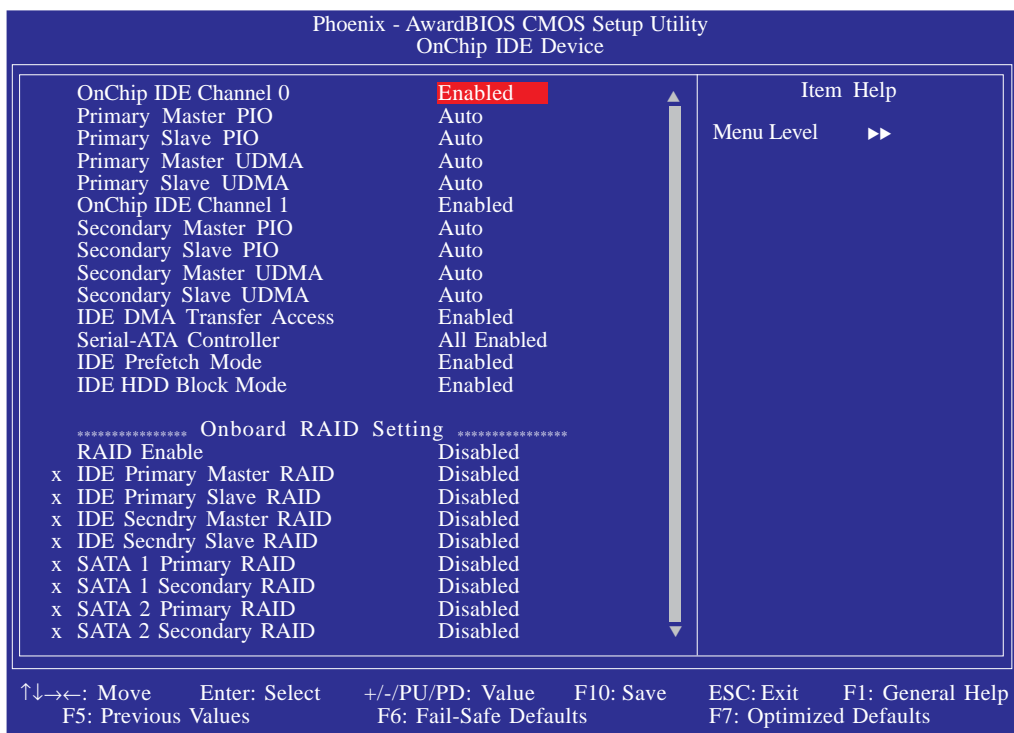 Phoenix - AwardBIOS CMOS Setup Utility
OnChip IDE Device
OnChip IDE Channel 0 Enabled
Primary Master PIO Auto
Primary Slave PIO Auto
Primary Master UDMA Auto
Primary Slave UDMA Auto
OnChip IDE Channel 1 Enabled
Secondary Master PIO Auto
Secondary Slave PIO Auto
Secondary Master UDMA Auto
Secondary Slave UDMA Auto
IDE DMA Transfer Access Enabled
Serial-ATA Controller All Enabled
IDE Prefetch Mode Enabled
IDE HDD Block Mode Enabled
**************** Onboard RAID Setting ****************
RAID Enable Disabled
x IDE Primary Master RAID Disabled
x IDE Primary Slave RAID Disabled
x IDE Secndry Master RAID Disabled
x IDE Secndry Slave RAID Disabled
x SATA 1 Primary RAID Disabled
x SATA 1 Secondary RAID Disabled
x SATA 2 Primary RAID Disabled
x SATA 2 Secondary RAID Disabled
Item Help
Menu Level ▶▶
↑↓→←: Move Enter: Select +/-/PU/PD: Value F10: Save ESC: Exit F1: General Help
F5: Previous Values F6: Fail-Safe Defaults F7: Optimized Defaults